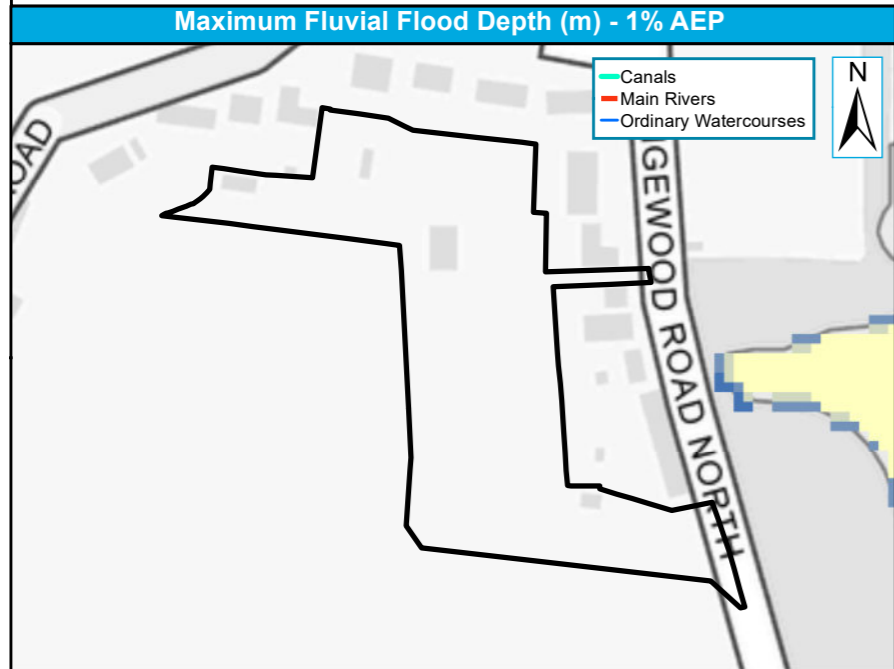 Maximum Fluvial Flood Depth (m) - 1% AEP
Canals
Main Rivers
Ordinary Watercourses
N
OAD
GEWOOD ROAD NORTH